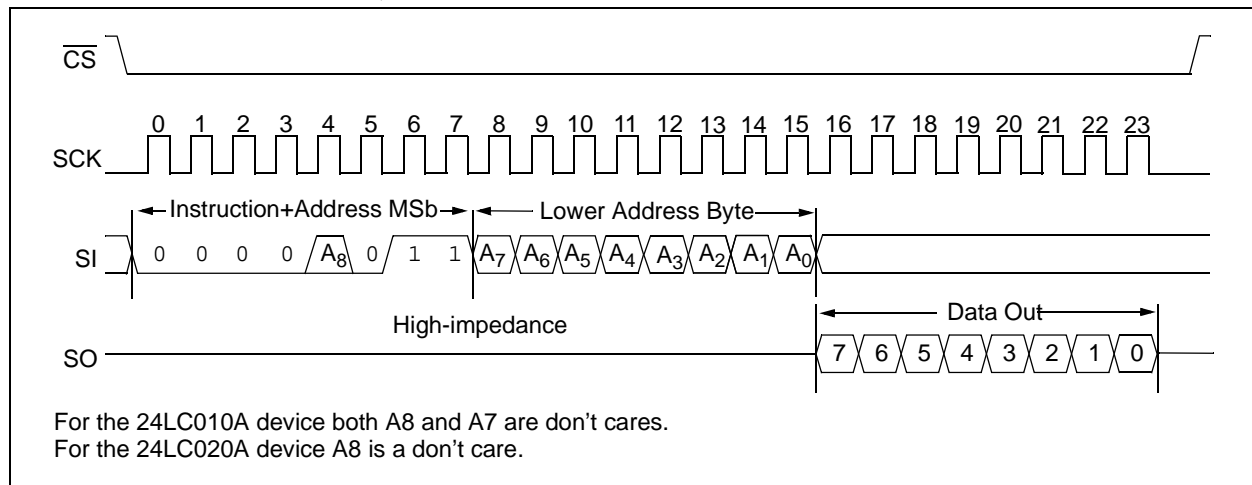 CS
0 1 2 3 4 5 6 7 8 9 10 11 12 13 14 15 16 17 18 19 20 21 22 23
SCK
Instruction+Address MSb Lower Address Byte
SI 0 0 0 0 A8 0 1 1 A7 A6 A5 A4 A3 A2 A1 A0
High-impedance Data Out
SO 7 6 5 4 3 2 1 0
For the 24LC010A device both A8 and A7 are don't cares.
For the 24LC020A device A8 is a don't care.